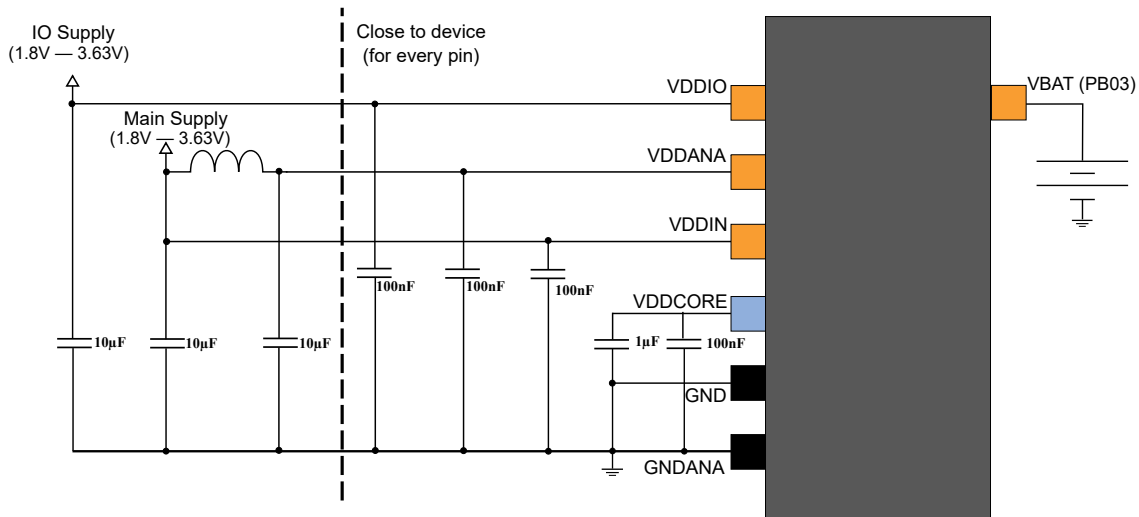 IO Supply
(1.8V — 3.63V)
Close to device
(for every pin)
Main Supply
(1.8V — 3.63V)
VDDIO
VBAT (PB03)
VDDANA
VDDIN
100nF
100nF
100nF
VDDCORE
10µF
10µF
10µF
1µF
100nF
GND
GNDANA